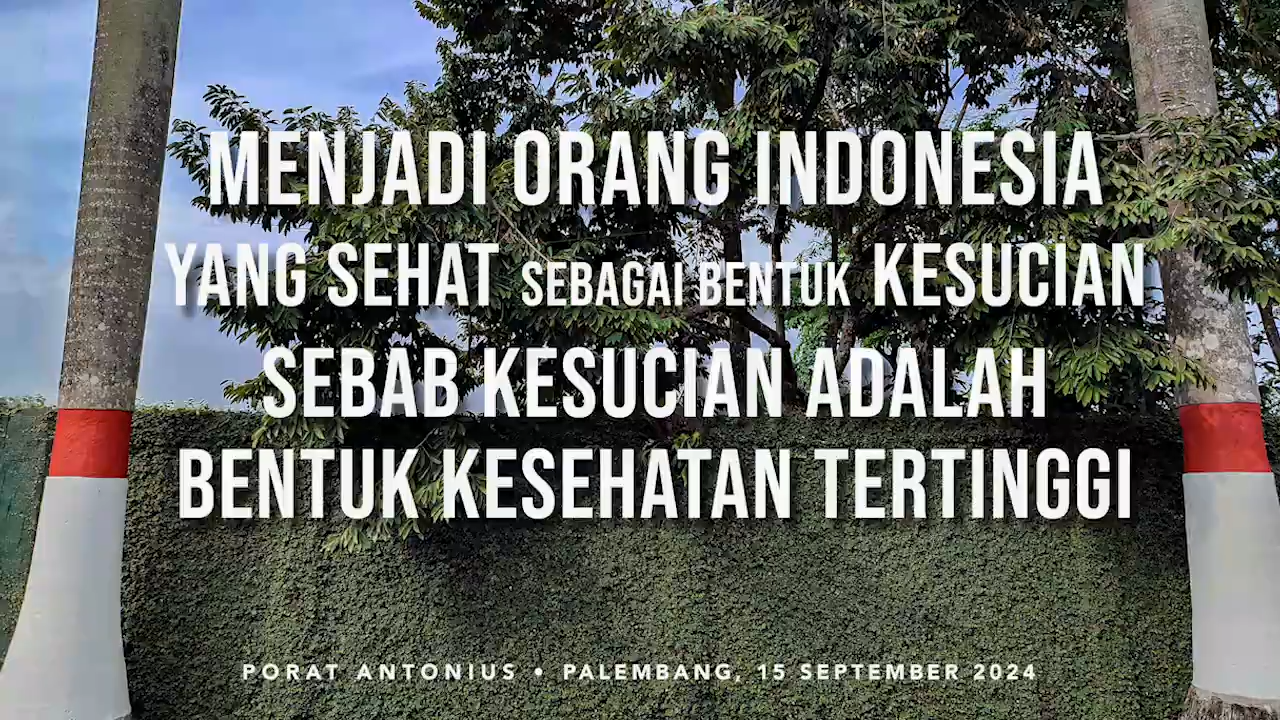 MENJADI ORANG INDONESIA
YANG SEHAT SEBAGAI BENTUK KESUCIAN
SEBAB KESUCIAN ADALAH
BENTUK KESEHATAN TERTINGGI
PORAT ANTONIUS • PALEMBANG, 15 SEPTEMBER 2024